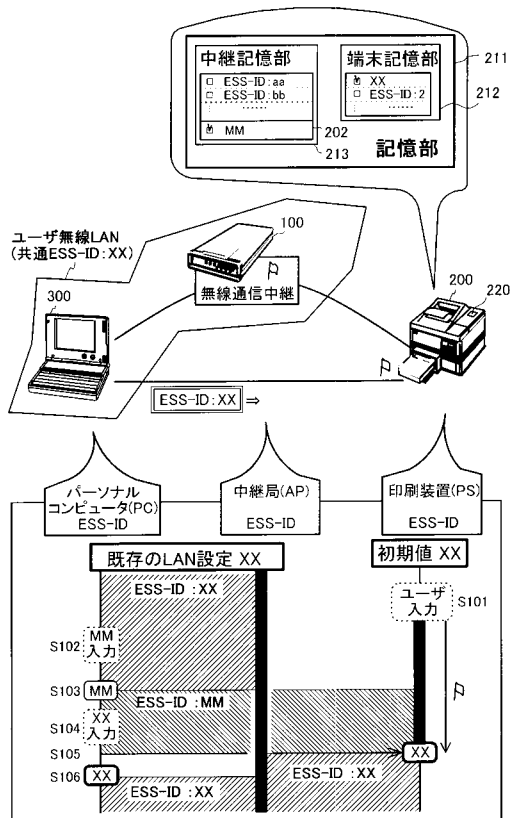 中継記憶部
ESS-ID:aa
ESS-ID:bb
……
MM
端末記憶部
XX
ESS-ID:2
……
記憶部
211
212
202
213
ユーザ無線LAN
(共通ESS-ID:XX)
100
無線通信中継
300
200
220
ESS-ID:XX ⇒
パーソナル
コンピュータ(PC)
ESS-ID
中継局(AP)
ESS-ID
印刷装置(PS)
ESS-ID
既存のLAN設定 XX
初期値 XX
ESS-ID:XX
ユーザ
入力
S101
S102
MM
入力
S103
MM
ESS-ID:MM
S104
XX
入力
S105
XX
ESS-ID:XX
S106
XX
ESS-ID:XX